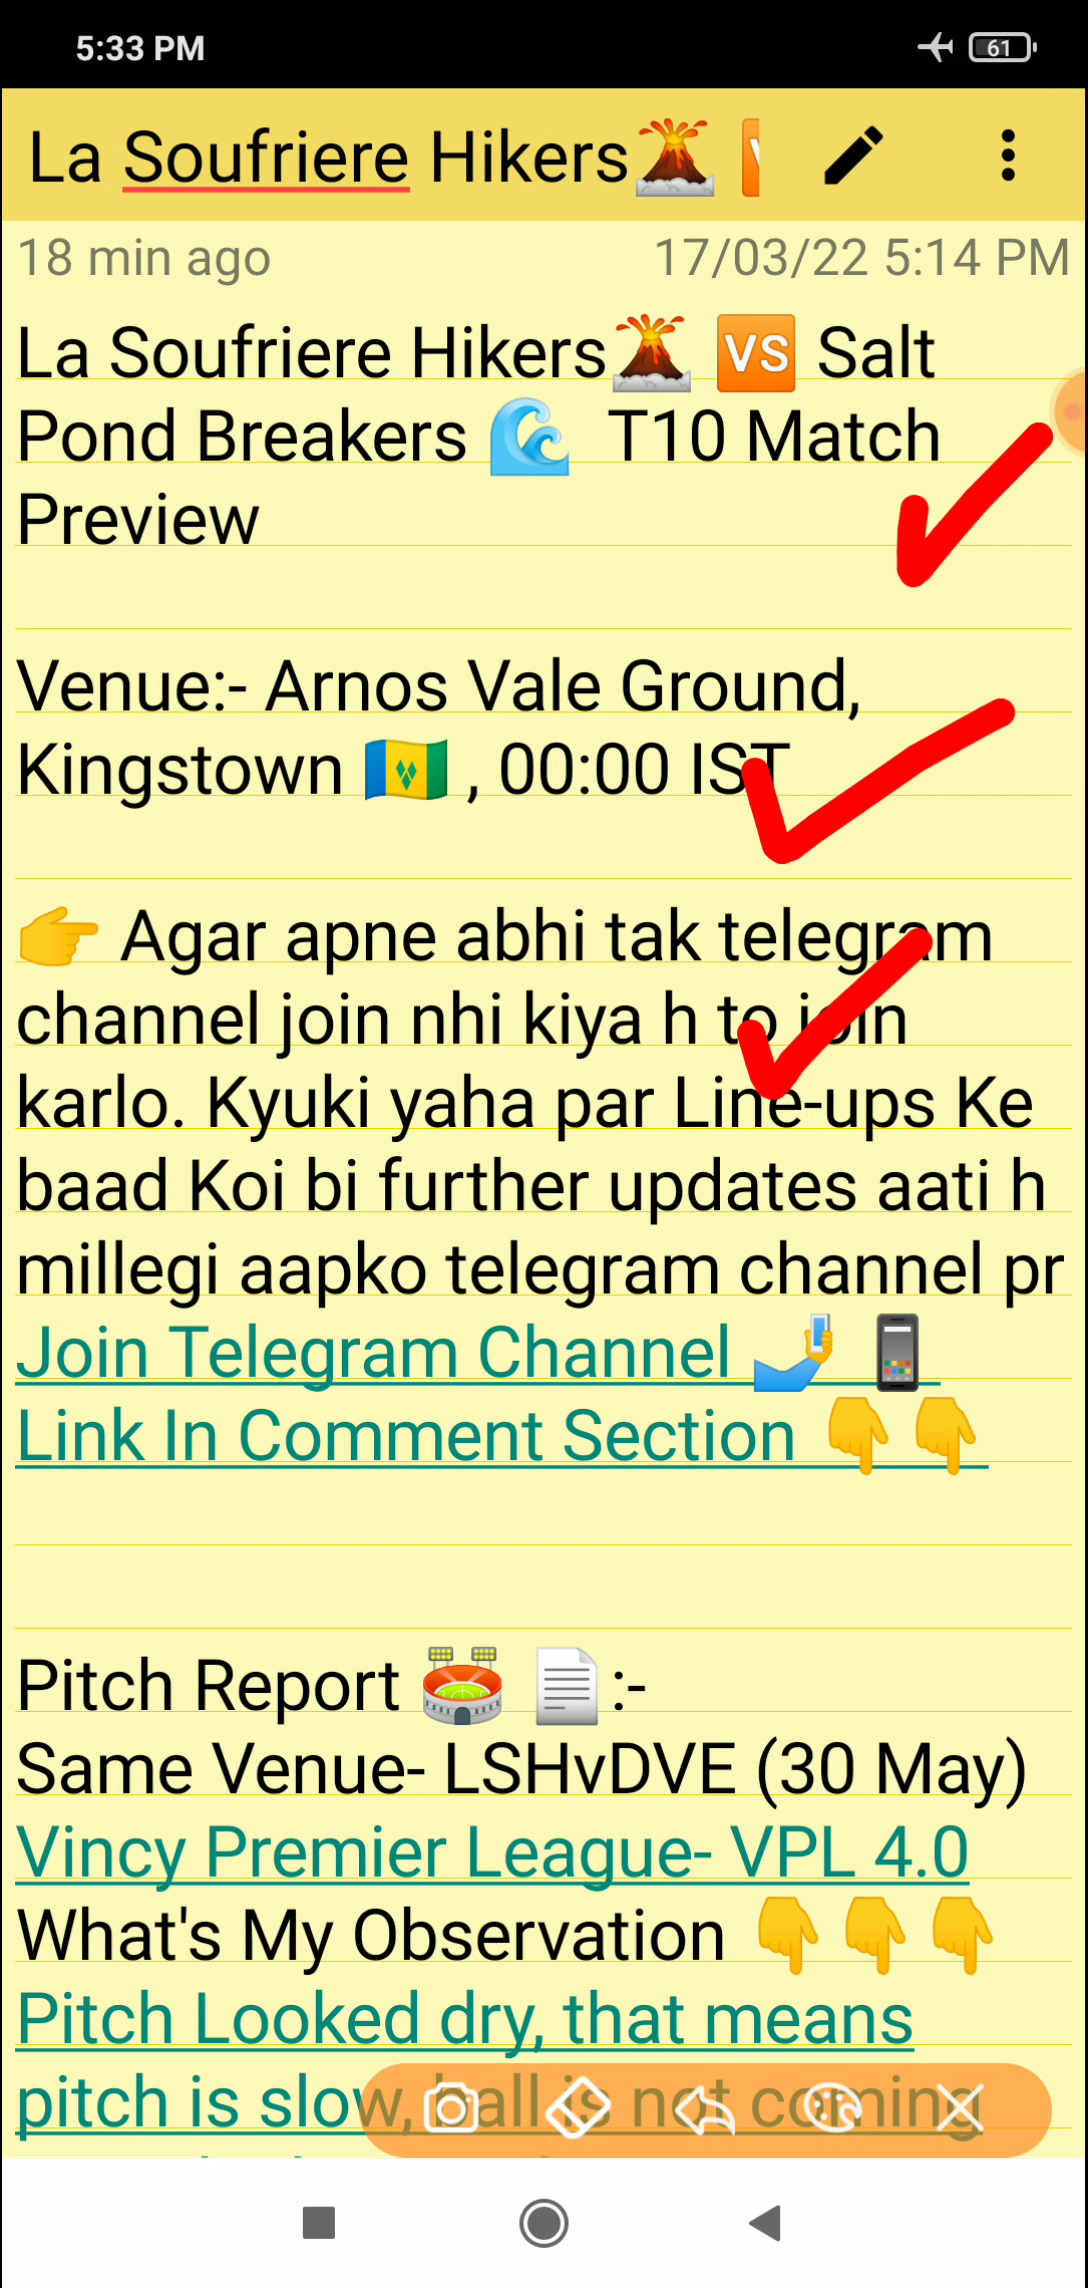 5:33 PM
61
La Soufriere Hikers🌋
18 min ago 17/03/22 5:14 PM
La Soufriere Hikers🌋 🆚 Salt
Pond Breakers 🌊 T10 Match
Preview
Venue:- Arnos Vale Ground,
Kingstown 🇻🇨 , 00:00 IST
👉 Agar apne abhi tak telegram
channel join nhi kiya h to join
karlo. Kyuki yaha par Line-ups Ke
baad Koi bi further updates aati h
millegi aapko telegram channel pr
Join Telegram Channel 🤳 📱
Link In Comment Section 👇👇
Pitch Report 🏟 📄:-
Same Venue- LSHvDVE (30 May)
Vincy Premier League- VPL 4.0
What's My Observation 👇👇👇
Pitch Looked dry, that means
pitch is slow, ball is not coming